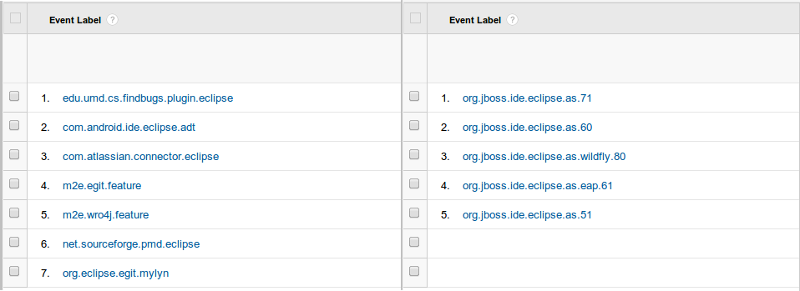 Event Label ?
1. edu.umd.cs.findbugs.plugin.eclipse
2. com.android.ide.eclipse.adt
3. com.atlassian.connector.eclipse
4. m2e.egit.feature
5. m2e.wro4j.feature
6. net.sourceforge.pmd.eclipse
7. org.eclipse.egit.mylyn
Event Label ?
1. org.jboss.ide.eclipse.as.71
2. org.jboss.ide.eclipse.as.60
3. org.jboss.ide.eclipse.as.wildfly.80
4. org.jboss.ide.eclipse.as.eap.61
5. org.jboss.ide.eclipse.as.51